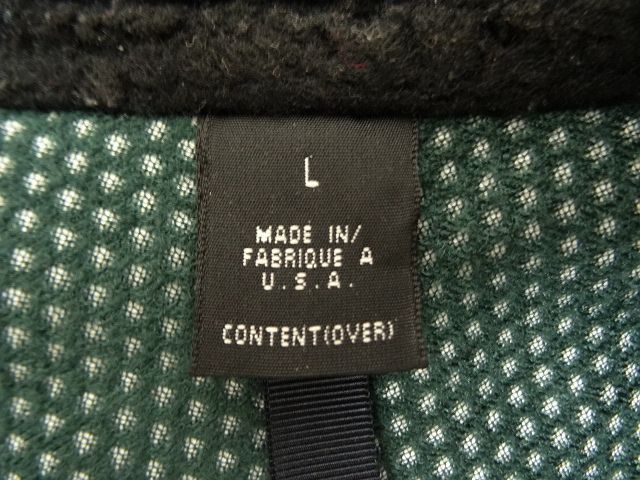 L
MADE IN/
FABRIQUE A
U.S.A.
CONTENT(OVER)